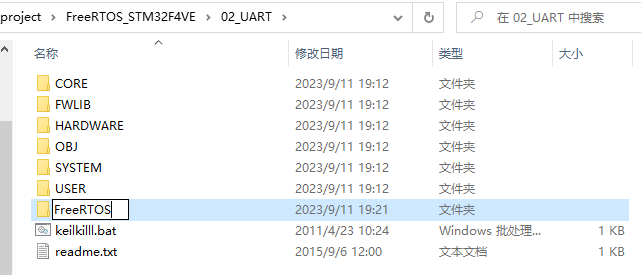 project > FreeRTOS_STM32F4VE > 02_UART > 在 02_UART 中搜索
名称 修改日期 类型 大小
CORE 2023/9/11 19:12 文件夹
FWLIB 2023/9/11 19:12 文件夹
HARDWARE 2023/9/11 19:12 文件夹
OBJ 2023/9/11 19:12 文件夹
SYSTEM 2023/9/11 19:12 文件夹
USER 2023/9/11 19:12 文件夹
FreeRTOS 2023/9/11 19:21 文件夹
keilkilll.bat 2011/4/23 10:24 Windows 批处理... 1 KB
readme.txt 2015/9/6 12:00 文本文档 1 KB